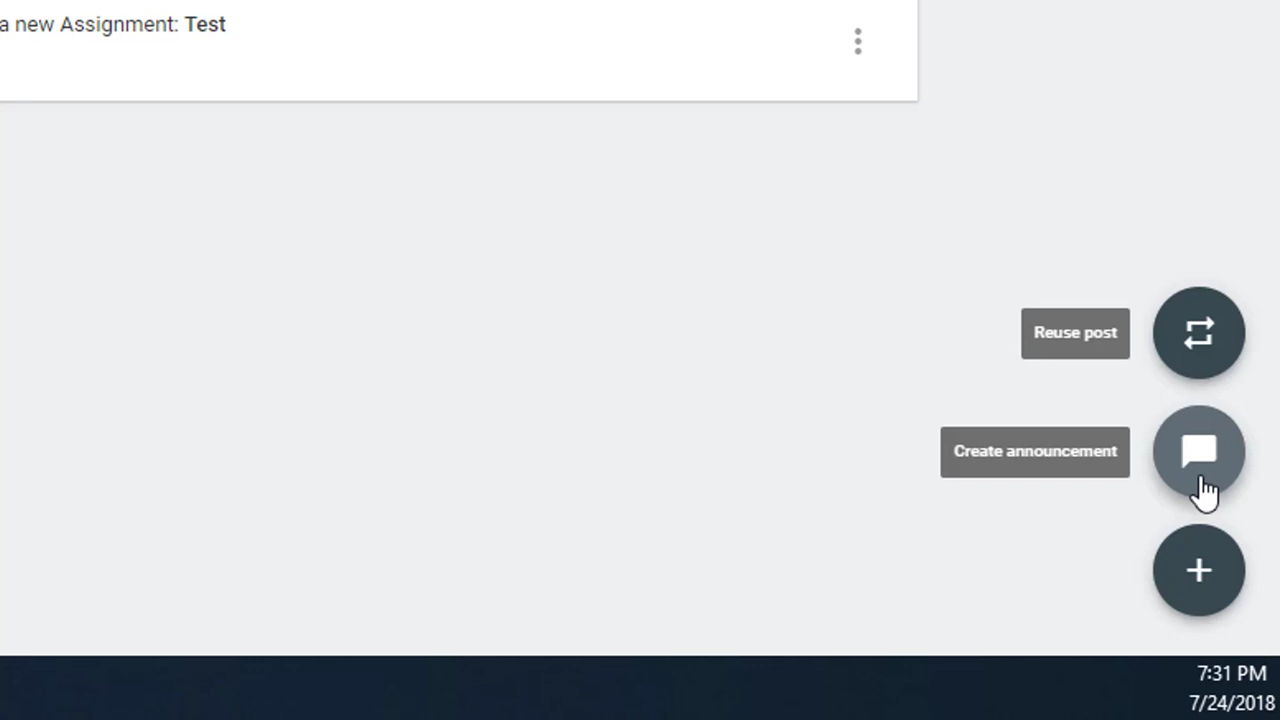 a new Assignment: Test
Reuse post
Create announcement
7:31 PM
7/24/2018